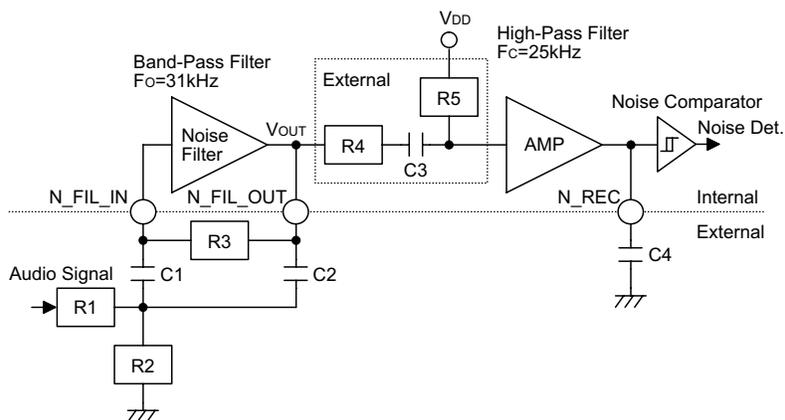 VDD
High-Pass Filter
FC=25kHz
Band-Pass Filter
FO=31kHz
External
R5
Noise Comparator
Noise Det.
Noise
Filter
VOUT
R4
C3
AMP
N_FIL_IN
N_FIL_OUT
N_REC
Internal
External
R3
C4
Audio Signal
C1
C2
R1
R2